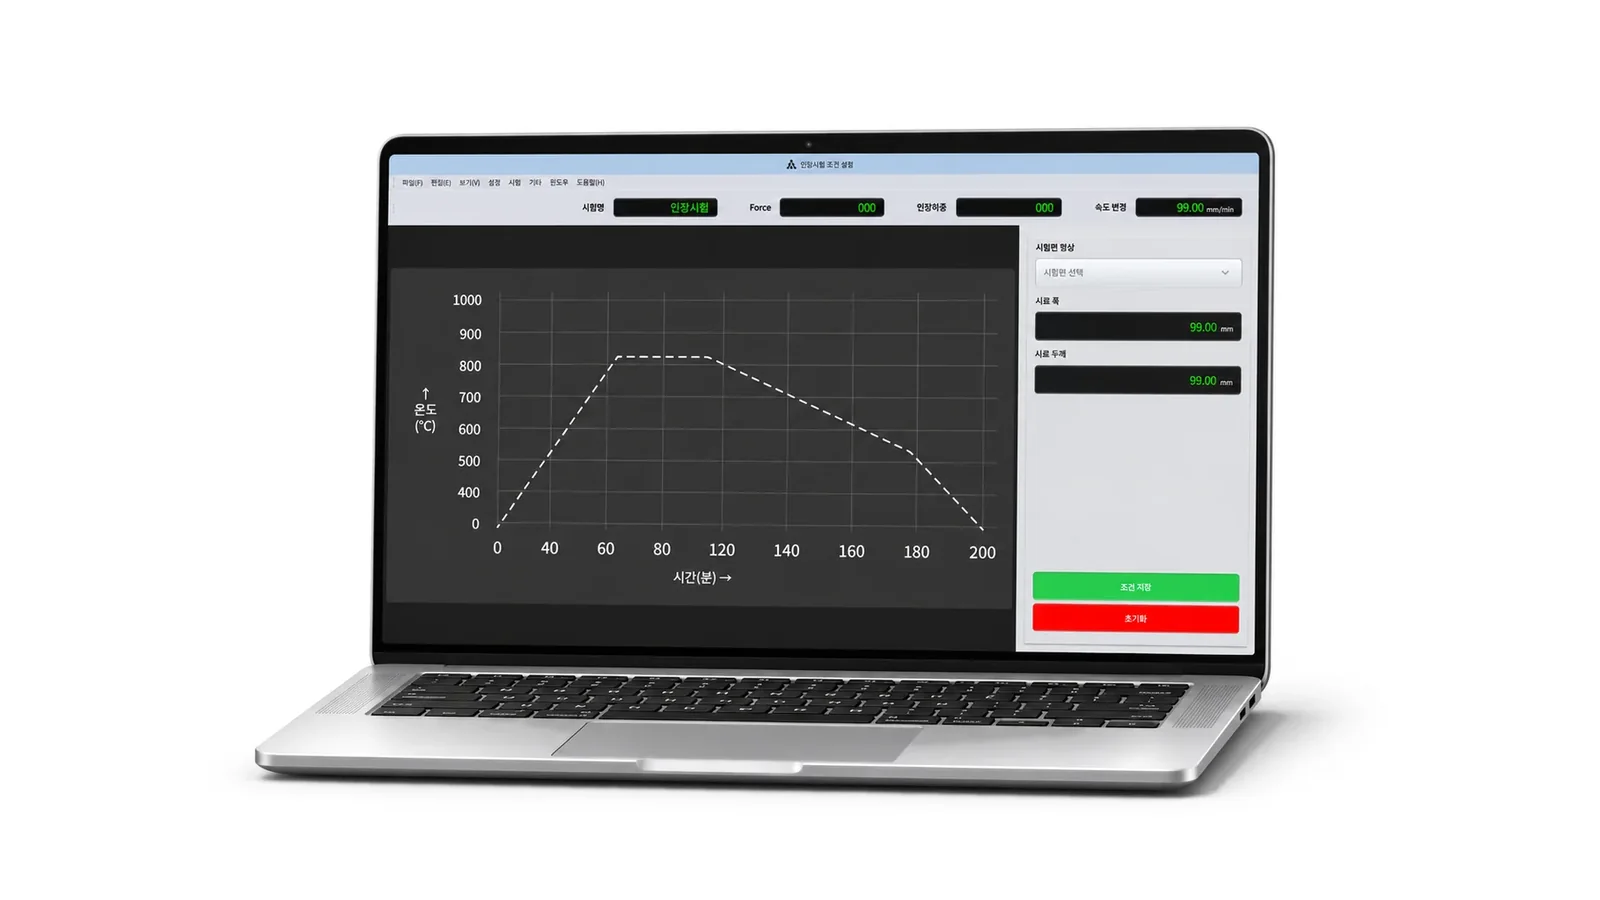 인장시험 조건 설정
파일(F) 편집(E) 보기(V) 설정 시험 기타 윈도우 도움말(H)
시험명 인장시험 Force 000 인장하중 000 속도 변경 99.00 mm/min
시험편 형상
시험편 선택
시료 폭
99.00 mm
시료 두께
99.00 mm
1000
900
800
700
600
500
400
0
↑
온도
(°C)
0 40 60 80 120 140 160 180 200
시간(분) →
조건 저장
초기화